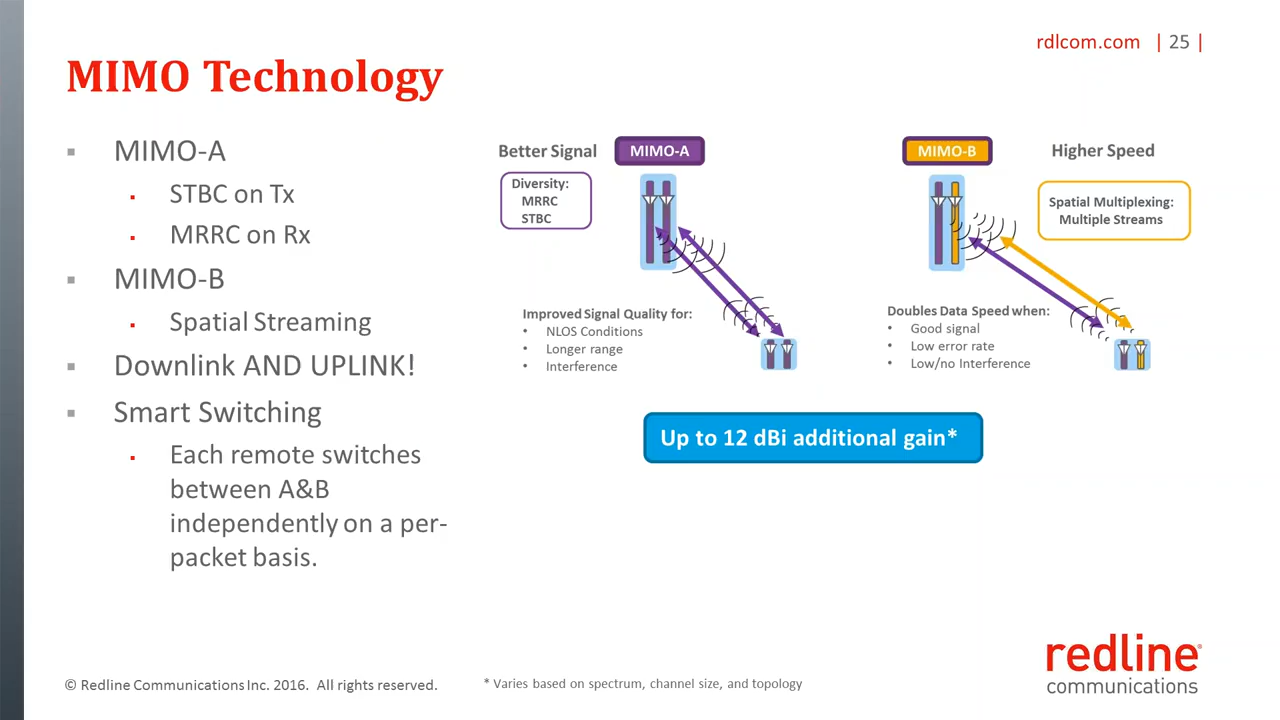 rdlcom.com | 25 |
MIMO Technology
▪ MIMO-A
▪ STBC on Tx
▪ MRRC on Rx
▪ MIMO-B
▪ Spatial Streaming
▪ Downlink AND UPLINK!
▪ Smart Switching
▪ Each remote switches
between A&B
independently on a per-
packet basis.
Better Signal
MIMO-A
Diversity:
MRRC
STBC
Improved Signal Quality for:
• NLOS Conditions
• Longer range
• Interference
MIMO-B
Higher Speed
Spatial Multiplexing:
Multiple Streams
Doubles Data Speed when:
• Good signal
• Low error rate
• Low/no Interference
Up to 12 dBi additional gain*
redline®
communications
© Redline Communications Inc. 2016. All rights reserved.
* Varies based on spectrum, channel size, and topology